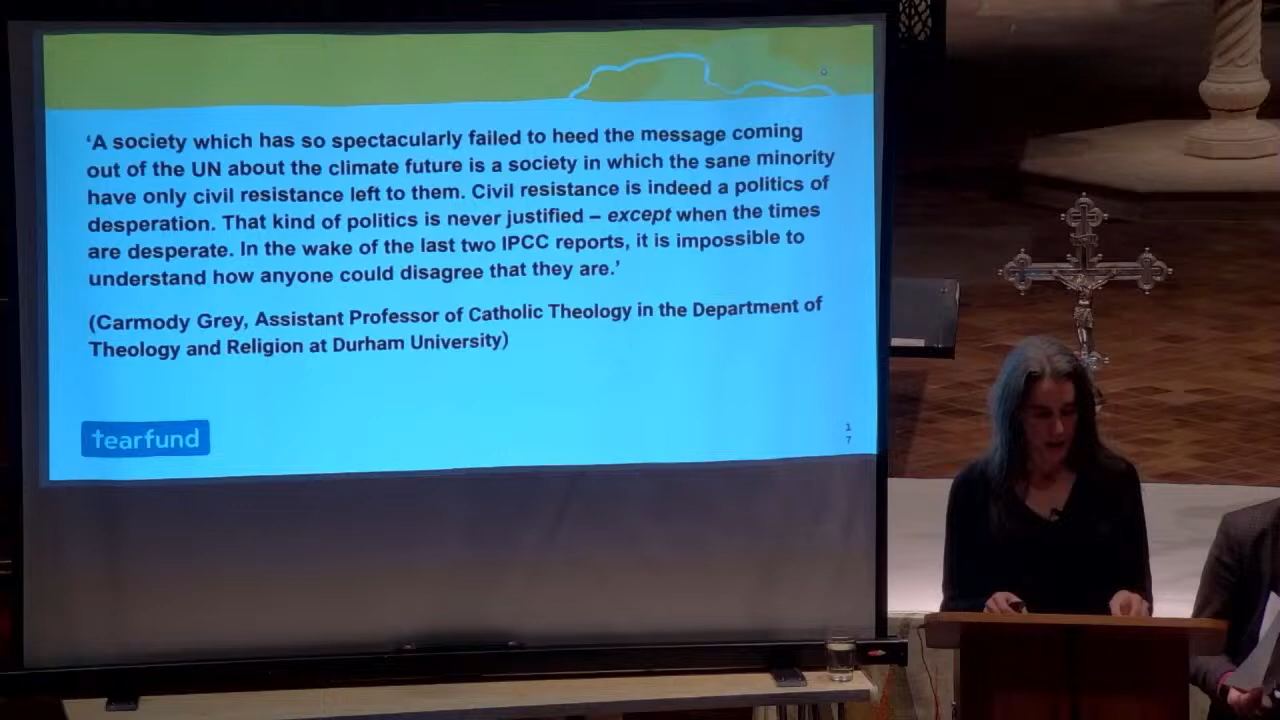 ‘A society which has so spectacularly failed to heed the message coming
out of the UN about the climate future is a society in which the sane minority
have only civil resistance left to them. Civil resistance is indeed a politics of
desperation. That kind of politics is never justified – except when the times
are desperate. In the wake of the last two IPCC reports, it is impossible to
understand how anyone could disagree that they are.’
(Carmody Grey, Assistant Professor of Catholic Theology in the Department of
Theology and Religion at Durham University)
tearfund
1
7